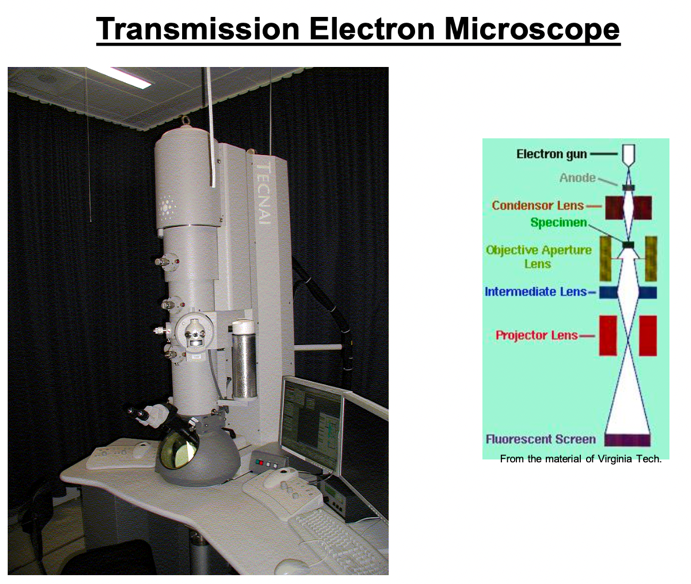 Transmission Electron Microscope
TECNAI
Electron gun
Anode
Condensor Lens
Specimen
Objective Aperture
Lens
Intermediate Lens
Projector Lens
Fluorescent Screen
From the material of Virginia Tech.